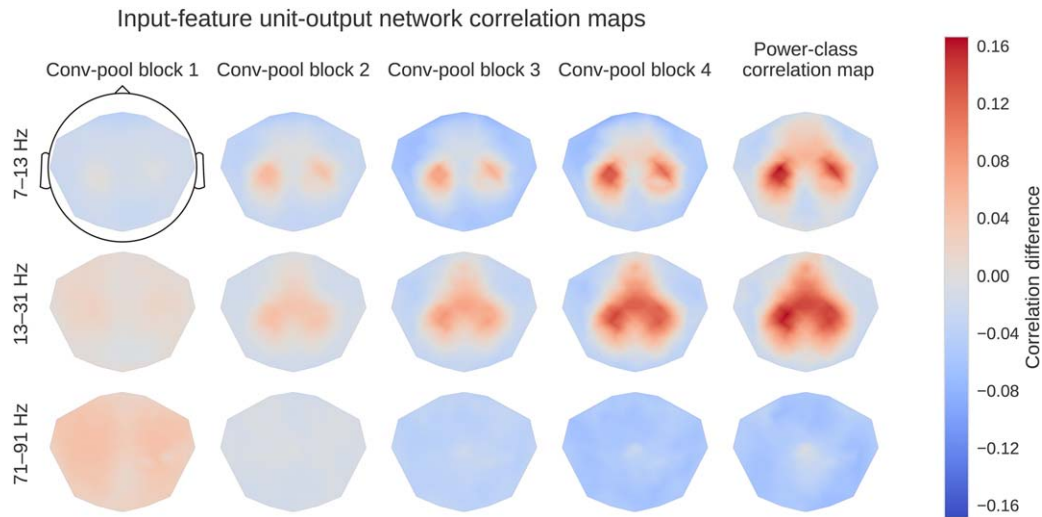 Input-feature unit-output network correlation maps
Conv-pool block 1
Conv-pool block 2
Conv-pool block 3
Conv-pool block 4
Power-class
correlation map
7–13 Hz
13–31 Hz
71–91 Hz
0.16
0.12
0.08
0.04
0.00
−0.04
−0.08
−0.12
−0.16
Correlation difference